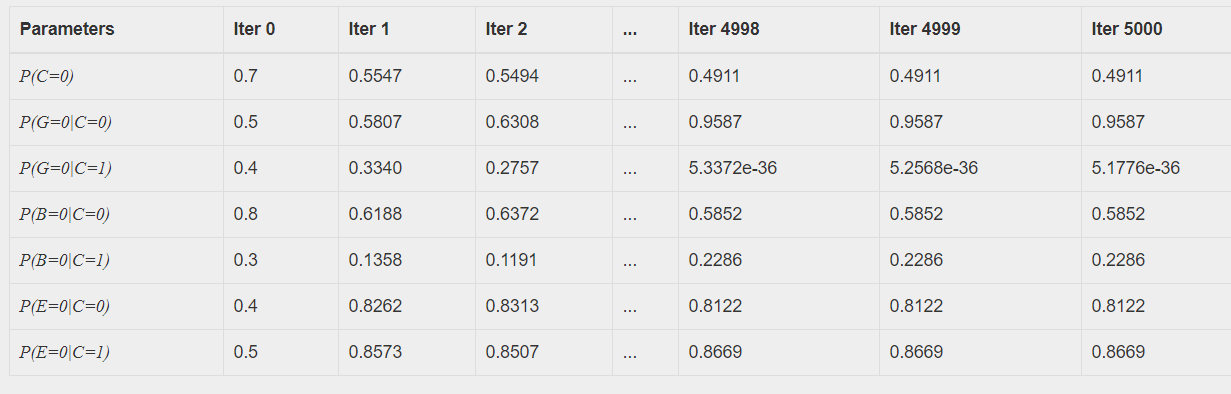 Parameters Iter 0 Iter 1 Iter 2 ... Iter 4998 Iter 4999 Iter 5000
P(C=0) 0.7 0.5547 0.5494 ... 0.4911 0.4911 0.4911
P(G=0|C=0) 0.5 0.5807 0.6308 ... 0.9587 0.9587 0.9587
P(G=0|C=1) 0.4 0.3340 0.2757 ... 5.3372e-36 5.2568e-36 5.1776e-36
P(B=0|C=0) 0.8 0.6188 0.6372 ... 0.5852 0.5852 0.5852
P(B=0|C=1) 0.3 0.1358 0.1191 ... 0.2286 0.2286 0.2286
P(E=0|C=0) 0.4 0.8262 0.8313 ... 0.8122 0.8122 0.8122
P(E=0|C=1) 0.5 0.8573 0.8507 ... 0.8669 0.8669 0.8669